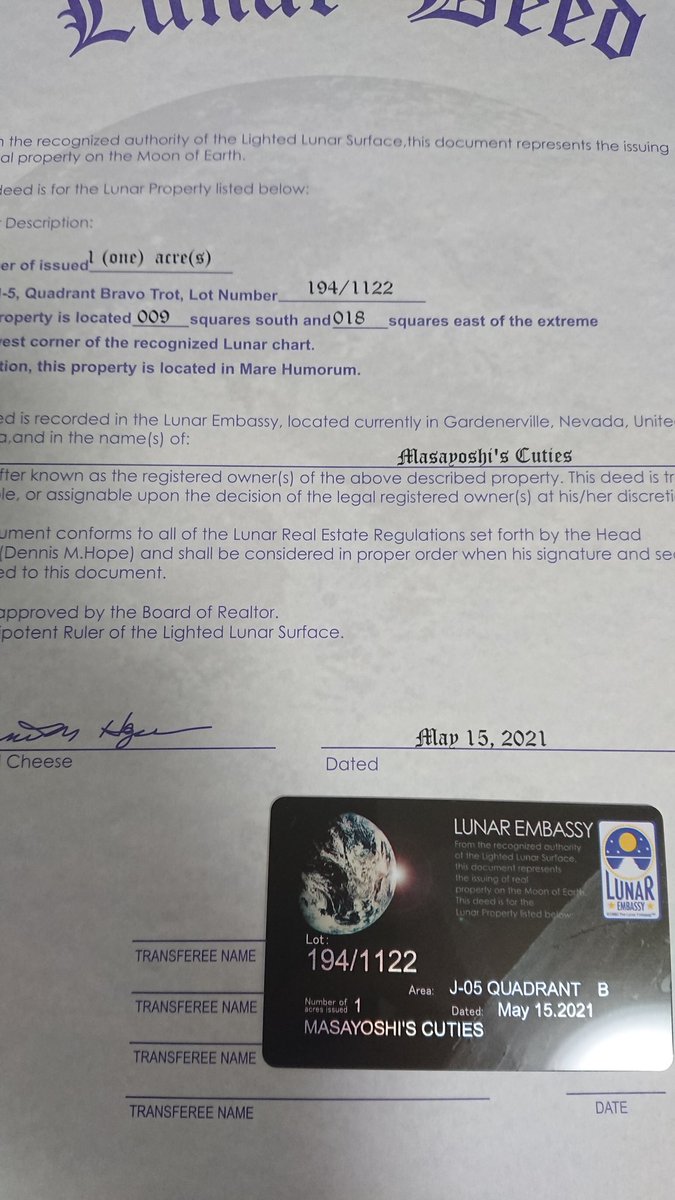 Lunar Deed
the recognized authority of the Lighted Lunar Surface,this document represents the issuing
al property on the Moon of Earth.
deed is for the Lunar Property listed below:
Description:
er of issued 1 (one) acre(s)
-5, Quadrant Bravo Trot, Lot Number 194/1122
roperty is located 009 squares south and 018 squares east of the extreme
est corner of the recognized Lunar chart.
tion, this property is located in Mare Humorum.
ed is recorded in the Lunar Embassy, located currently in Gardenerville, Nevada, Unite
a,and in the name(s) of:
Masayoshi's Cuties
fter known as the registered owner(s) of the above described property. This deed is tr
le, or assignable upon the decision of the legal registered owner(s) at his/her discreti
ument conforms to all of the Lunar Real Estate Regulations set forth by the Head
(Dennis M.Hope) and shall be considered in proper order when his signature and se
ed to this document.
approved by the Board of Realtor.
ipotent Ruler of the Lighted Lunar Surface.
May 15, 2021
Cheese
Dated
LUNAR EMBASSY
From the recognized authority
of the Lighted Lunar Surface,
this document represents
the issuing of real
property on the Moon of Earth.
This deed is for the
Lunar Property listed below:
LUNAR
EMBASSY
Lot:
194/1122
Area: J-05 QUADRANT B
Number of
acres issued 1
Dated: May 15.2021
MASAYOSHI'S CUTIES
TRANSFEREE NAME
TRANSFEREE NAME
TRANSFEREE NAME
TRANSFEREE NAME
DATE